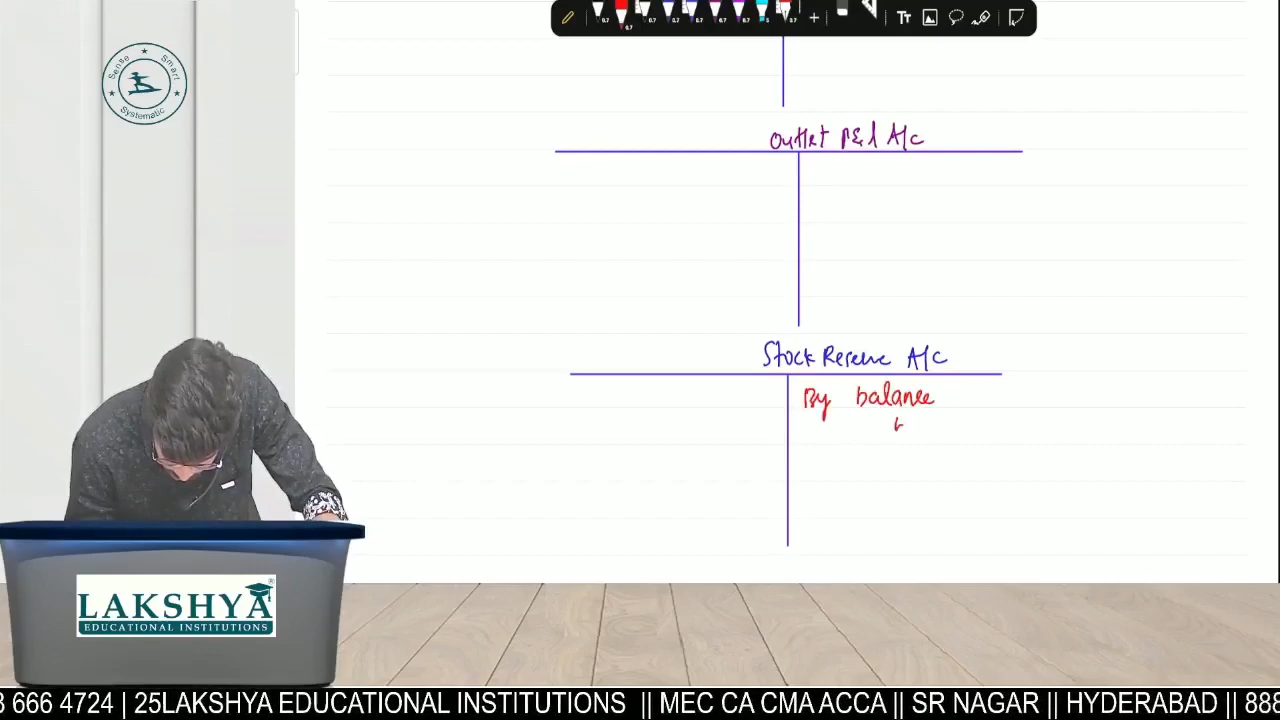 Sense Smart
Systematic
Outlet P&L A/c
Stock Reserve A/c
By balance
b
LAKSHYA
EDUCATIONAL INSTITUTIONS
3 666 4724 | 25LAKSHYA EDUCATIONAL INSTITUTIONS || MEC CA CMA ACCA || SR NAGAR || HYDERABAD || 888